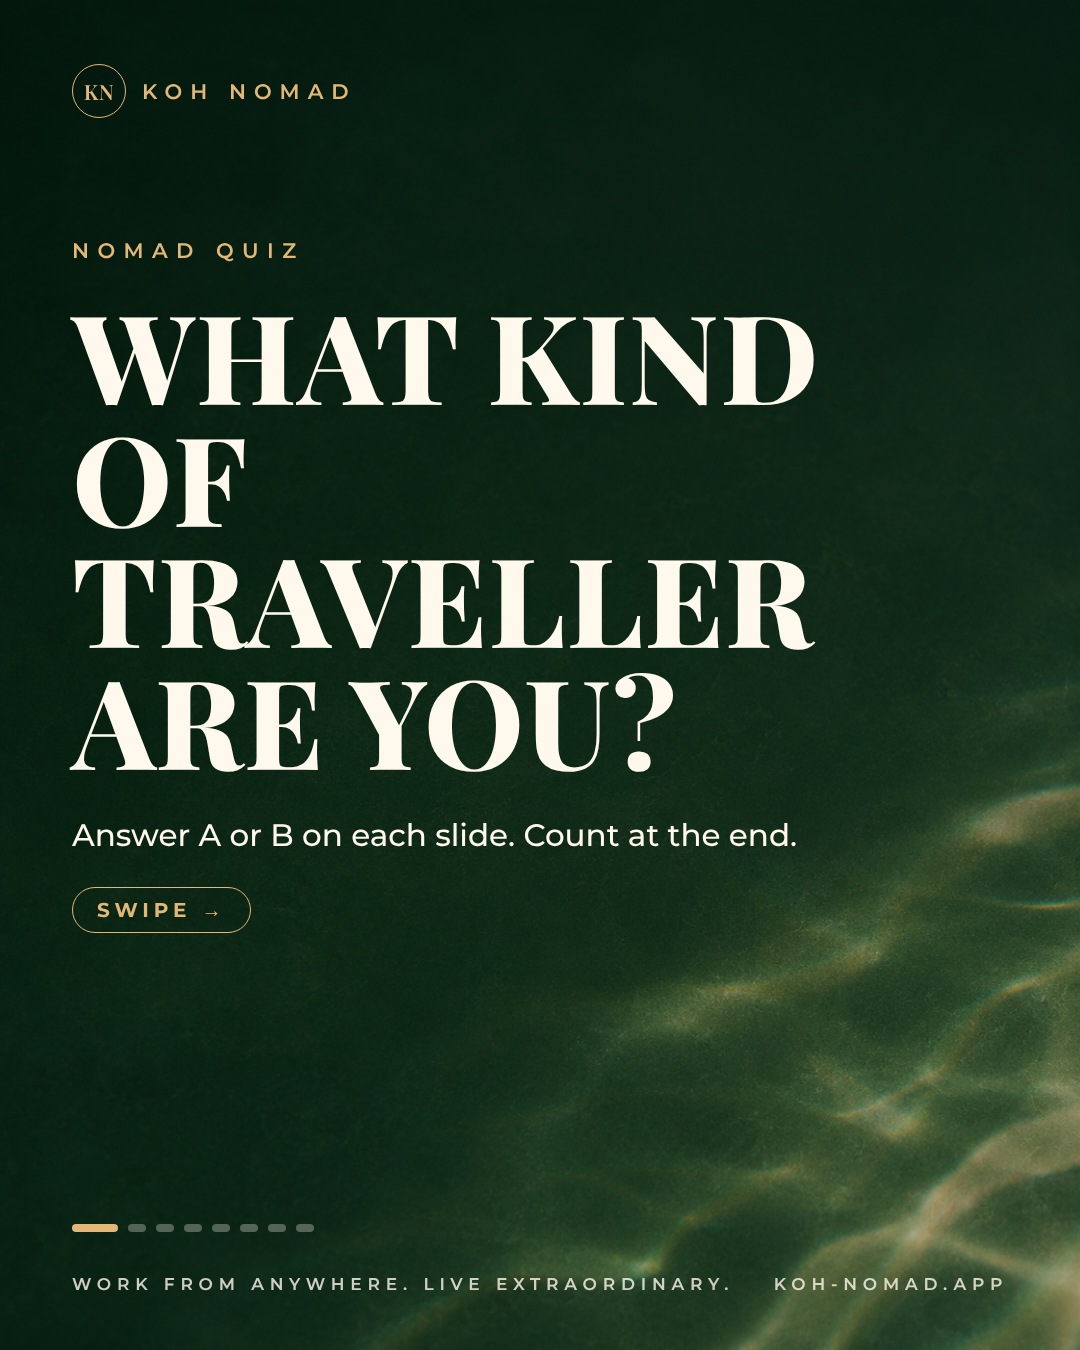 KN KOH NOMAD
NOMAD QUIZ
WHAT KIND
OF
TRAVELLER
ARE YOU?
Answer A or B on each slide. Count at the end.
SWIPE →
WORK FROM ANYWHERE. LIVE EXTRAORDINARY. KOH-NOMAD.APP